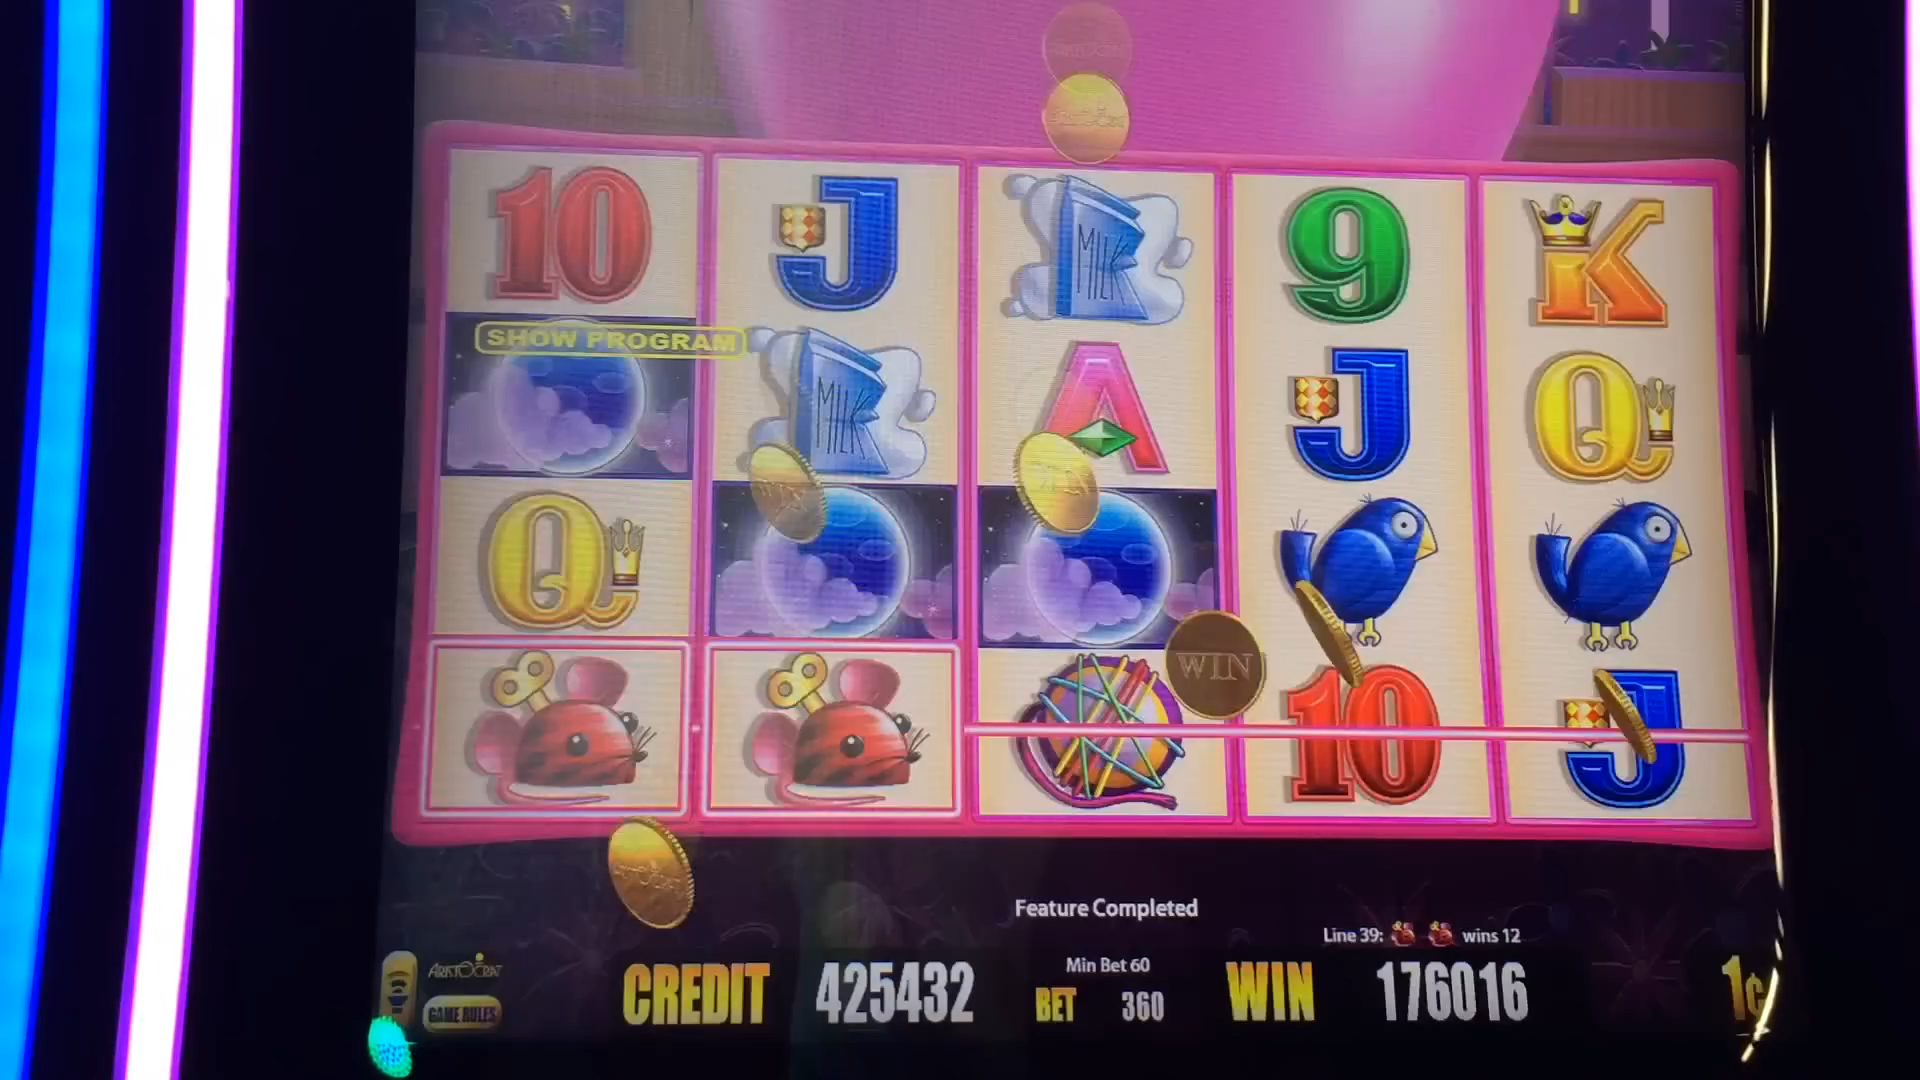 10 J MILK 9 K
SHOW PROGRAM
MILK A J Q
WIN
Q
WIN
10 J
Feature Completed
Line 39: wins 12
ARISTOCRAT
GAME RULES
CREDIT 425432
Min Bet 60
BET 360
WIN 176016
1¢